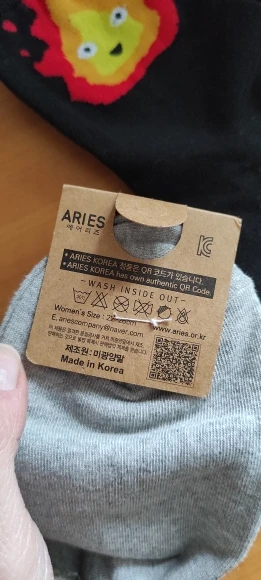 ARIES
에어리즈
* ARIES KOREA 정품은 QR 코드가 있습니다.
* ARIES KOREA has own authentic QR Code.
- WASH INSIDE OUT -
Women's Size :
E. ariescompany@naver.com
www.aries.or.kr
제조원 : 미광양말
Made in Korea